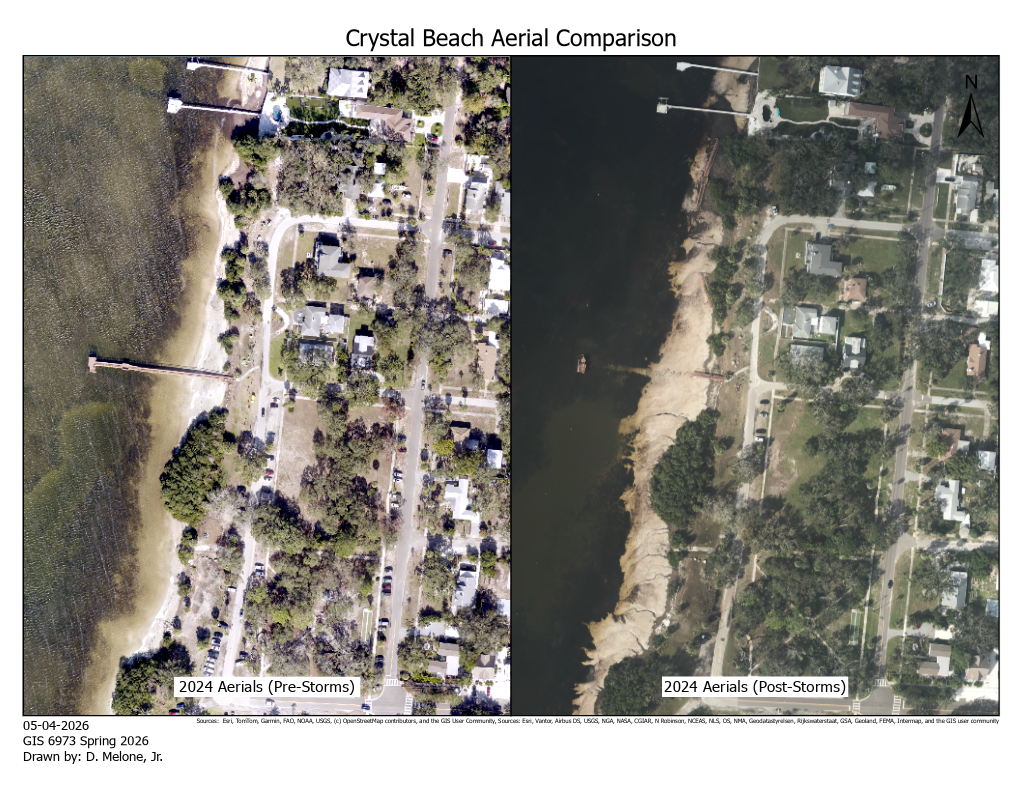 Crystal Beach Aerial Comparison
N
2024 Aerials (Pre-Storms)
2024 Aerials (Post-Storms)
Sources: Esri, TomTom, Garmin, FAO, NOAA, USGS, (c) OpenStreetMap contributors, and the GIS User Community, Sources: Esri, Vantor, Airbus DS, USGS, NGA, NASA, CGIAR, N Robinson, NCEAS, NLS, OS, NMA, Geodatastyrelsen, Rijkswaterstaat, GSA, Geoland, FEMA, Intermap, and the GIS user community
05-04-2026
GIS 6973 Spring 2026
Drawn by: D. Melone, Jr.